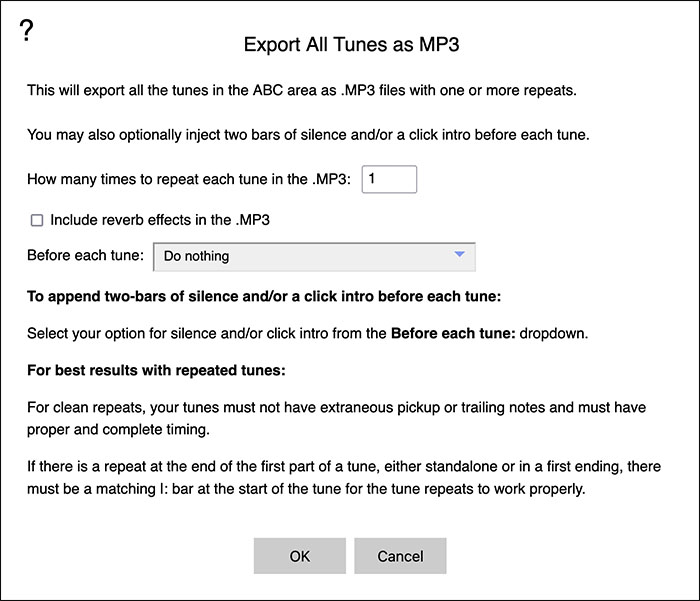 ?
Export All Tunes as MP3
This will export all the tunes in the ABC area as .MP3 files with one or more repeats.
You may also optionally inject two bars of silence and/or a click intro before each tune.
How many times to repeat each tune in the .MP3: 1
Include reverb effects in the .MP3
Before each tune: Do nothing
To append two-bars of silence and/or a click intro before each tune:
Select your option for silence and/or click intro from the Before each tune: dropdown.
For best results with repeated tunes:
For clean repeats, your tunes must not have extraneous pickup or trailing notes and must have
proper and complete timing.
If there is a repeat at the end of the first part of a tune, either standalone or in a first ending, there
must be a matching |: bar at the start of the tune for the tune repeats to work properly.
OK Cancel